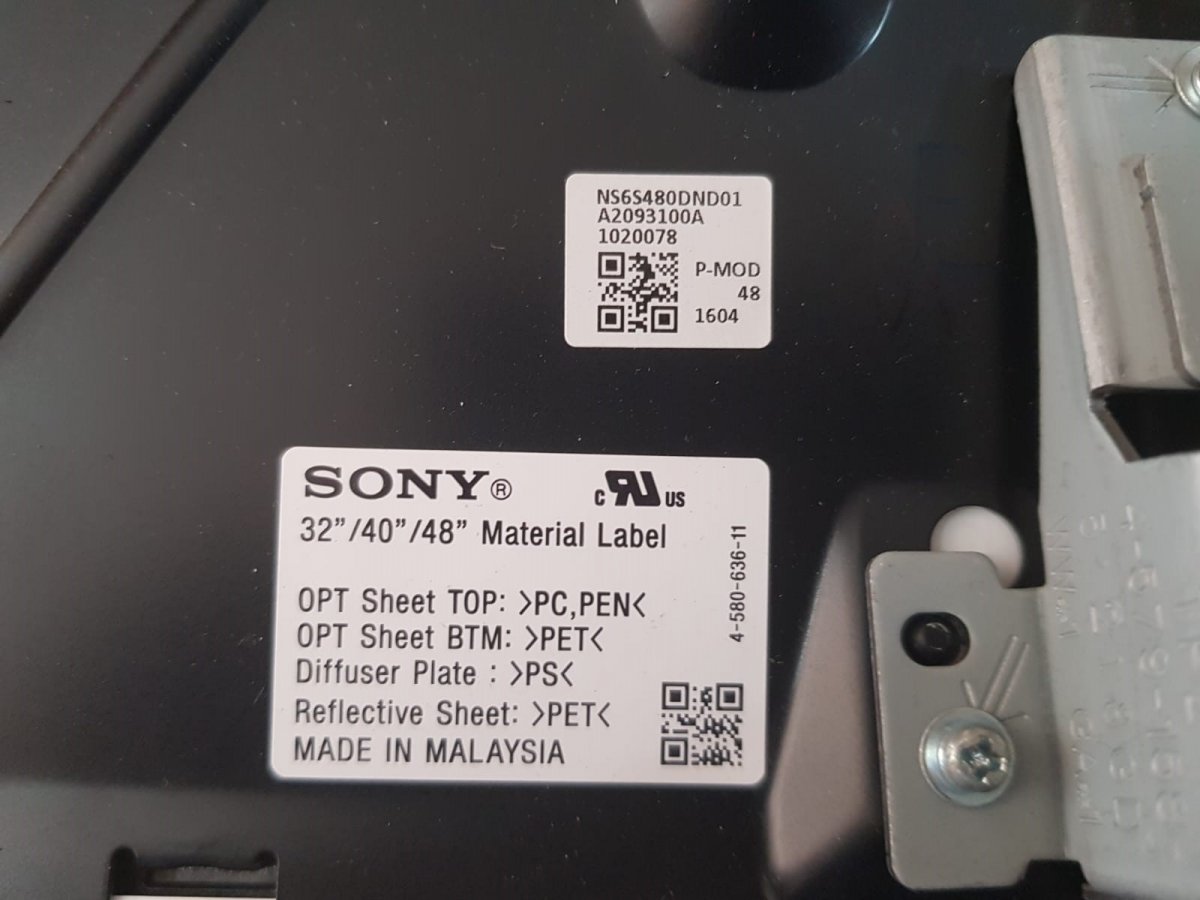 NS6S480DND01
A2093100A
1020078
P-MOD
48
1604
SONY®
C RU US
32”/40”/48” Material Label
4-580-636-11
OPT Sheet TOP: >PC,PEN<
OPT Sheet BTM: >PET<
Diffuser Plate : >PS<
Reflective Sheet: >PET<
MADE IN MALAYSIA